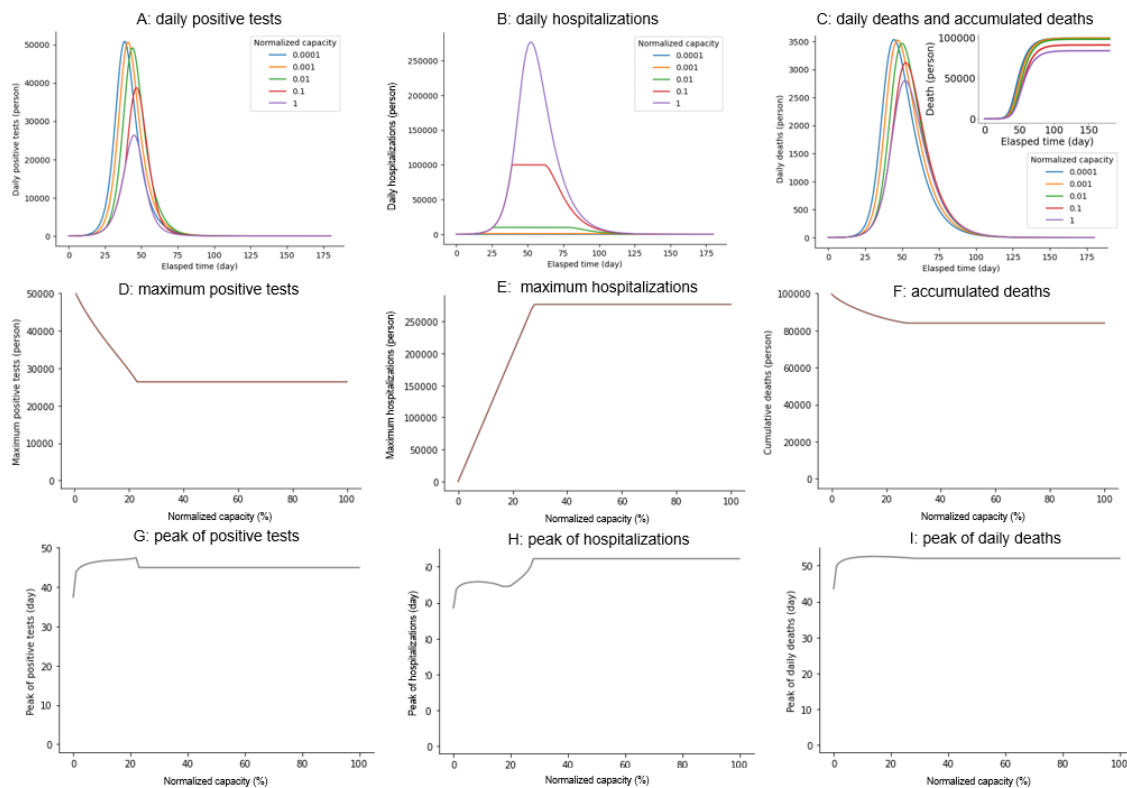 A: daily positive tests
Daily positive tests (person)
50000
40000
30000
20000
10000
0
Normalized capacity
0.0001
0.001
0.01
0.1
1
0 25 50 75 100 125 150 175
Elasped time (day)
B: daily hospitalizations
Daily hospitalizations (person)
250000
200000
150000
100000
50000
0
Normalized capacity
0.0001
0.001
0.01
0.1
1
0 25 50 75 100 125 150 175
Elasped time (day)
C: daily deaths and accumulated deaths
Daily deaths (person)
3500
3000
2500
2000
1500
1000
500
0
Death (person)
100000
50000
0
0 50 100 150
Elasped time (day)
Normalized capacity
0.0001
0.001
0.01
0.1
1
0 25 50 75 100 125 150 175
Elasped time (day)
D: maximum positive tests
Maximum positive tests (person)
50000
40000
30000
20000
10000
0
0 20 40 60 80 100
Normalized capacity (%)
E: maximum hospitalizations
Maximum hospitalizations (person)
250000
200000
150000
100000
50000
0
0 20 40 60 80 100
Normalized capacity (%)
F: accumulated deaths
Cumulative deaths (person)
100000
80000
60000
40000
20000
0
0 20 40 60 80 100
Normalized capacity (%)
G: peak of positive tests
Peak of positive tests (day)
50
40
30
20
10
0
0 20 40 60 80 100
Normalized capacity (%)
H: peak of hospitalizations
Peak of hospitalizations (day)
20
0
0
0 20 40 60 80 100
Normalized capacity (%)
I: peak of daily deaths
Peak of daily deaths (day)
50
40
30
20
10
0
0 20 40 60 80 100
Normalized capacity (%)